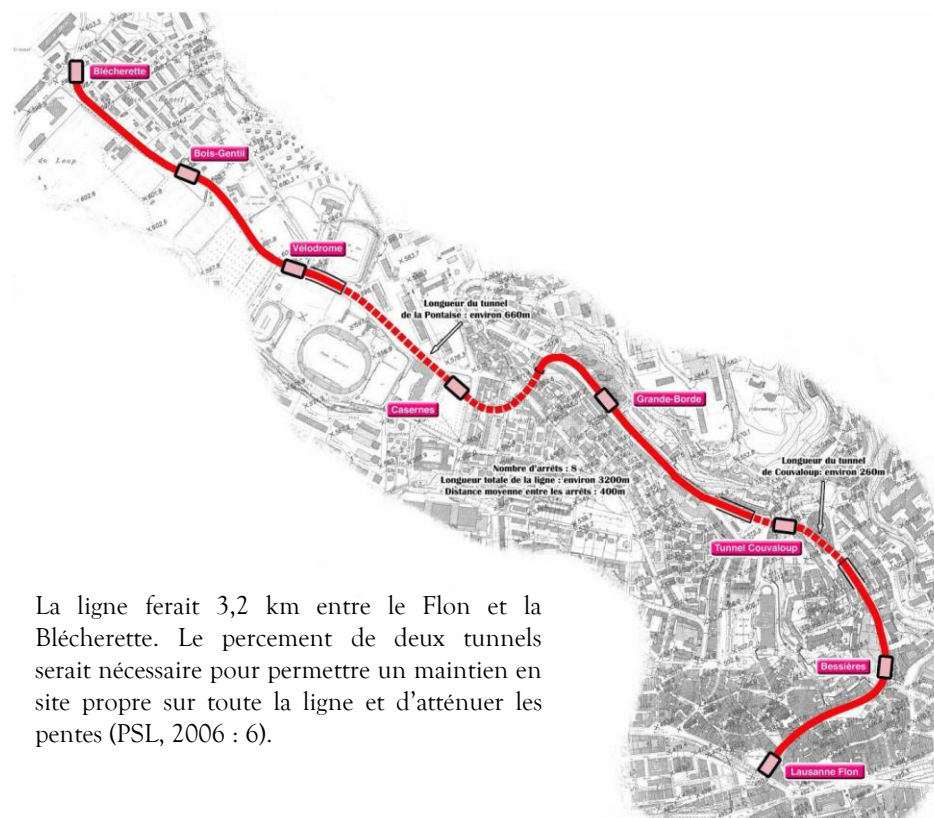 Blécherette
Bois-Gentil
Vélodrome
Longueur du tunnel
de la Pontaise : environ 660m
Casernes
Grande-Borde
Nombre d'arrêts : 8
Longueur totale de la ligne : environ 3200m
Distance moyenne entre les arrêts : 400m
Longueur du tunnel
de Couvaloup: environ 260m
Tunnel Couvaloup
Bessières
Lausanne Flon
La ligne ferait 3,2 km entre le Flon et la
Blécherette. Le percement de deux tunnels
serait nécessaire pour permettre un maintien en
site propre sur toute la ligne et d'atténuer les
pentes (PSL, 2006 : 6).